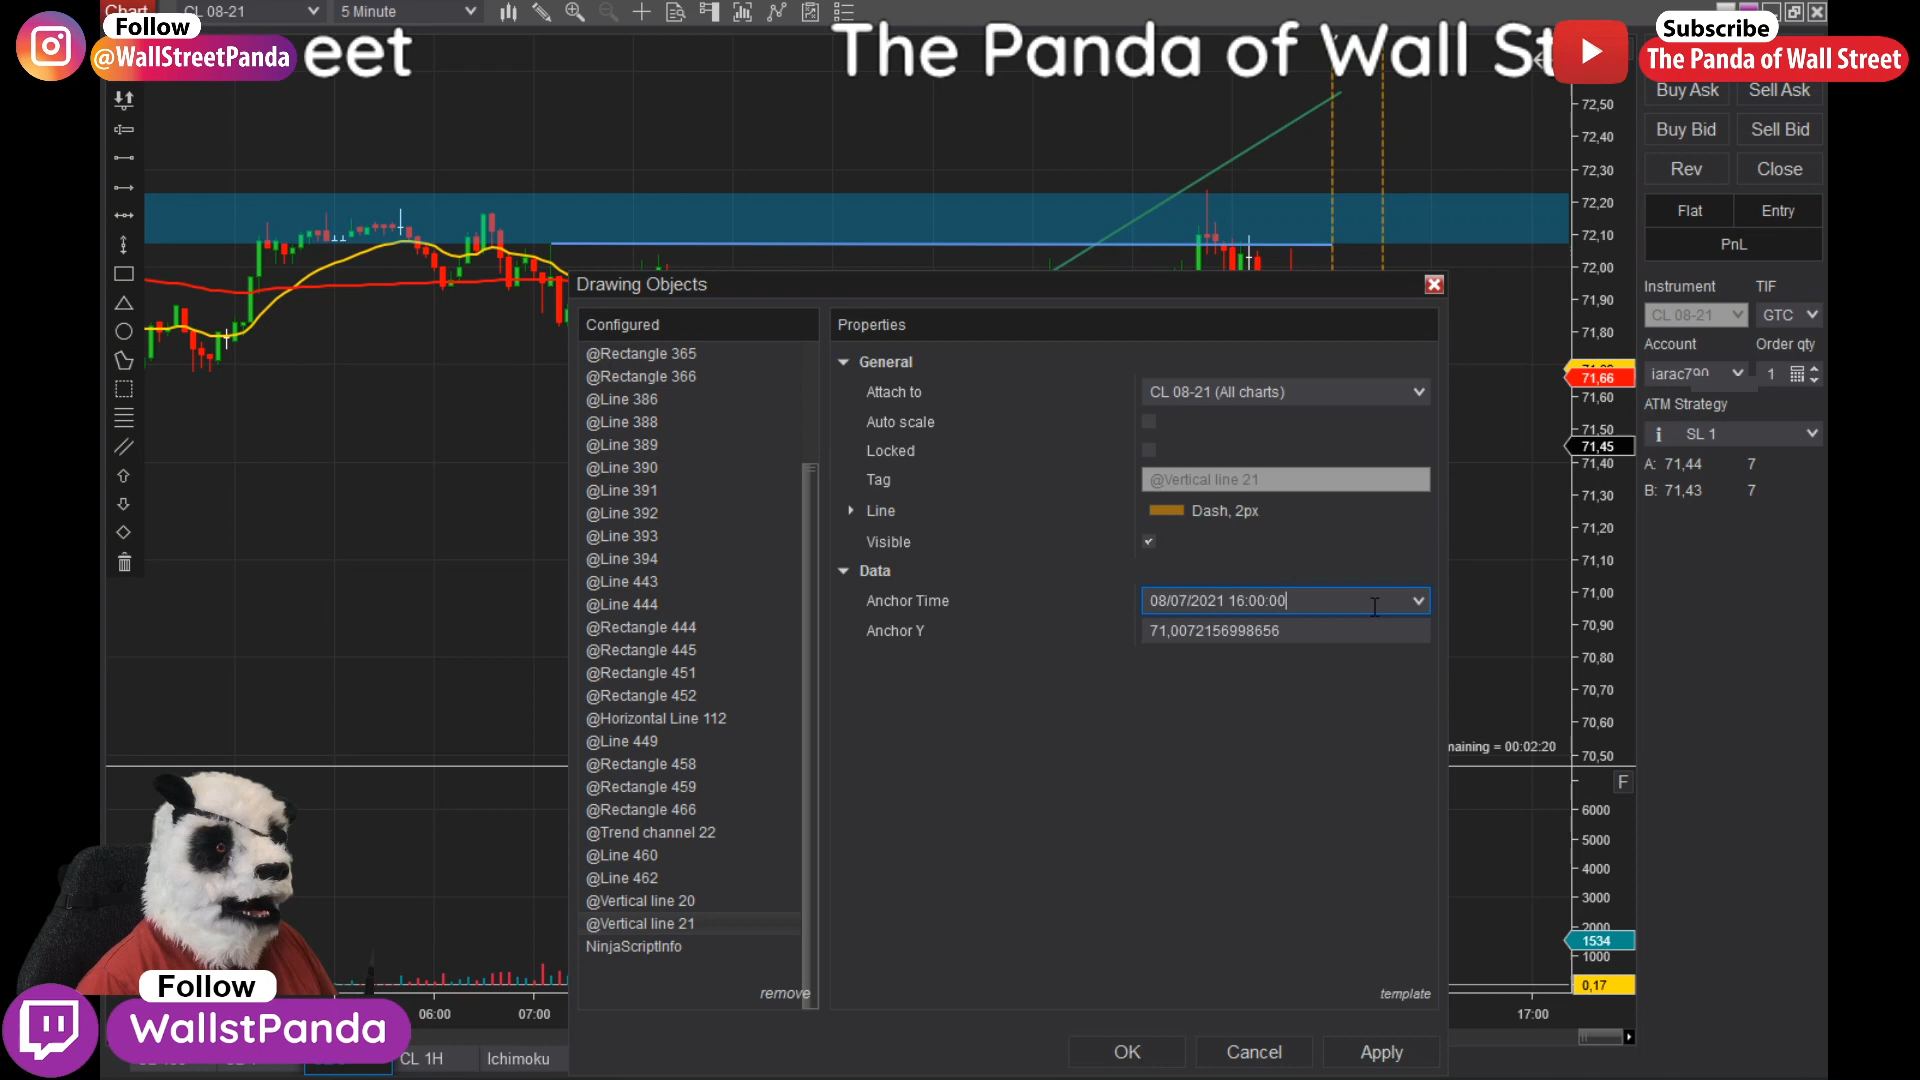 Chart
CL 08-21
5 Minute
Follow
@WallStreetPanda
eet
The Panda of Wall St
Subscribe
The Panda of Wall Street
Buy Ask
Sell Ask
Buy Bid
Sell Bid
Rev
Close
Flat
Entry
PnL
Instrument
TIF
CL 08-21
GTC
Account
Order qty
1
ATM Strategy
SL 1
A: 71,44 7
B: 71,43 7
72,50
72,40
72,30
72,20
72,10
72,00
71,90
71,80
71,66
71,60
71,50
71,45
71,40
71,30
71,20
71,10
71,00
70,90
70,80
70,70
70,60
70,50
F
6000
5000
4000
3000
2000
1534
1000
0,17
Drawing Objects
Configured
@Rectangle 365
@Rectangle 366
@Line 386
@Line 388
@Line 389
@Line 390
@Line 391
@Line 392
@Line 393
@Line 394
@Line 443
@Line 444
@Rectangle 444
@Rectangle 445
@Rectangle 451
@Rectangle 452
@Horizontal Line 112
@Line 449
@Rectangle 458
@Rectangle 459
@Rectangle 466
@Trend channel 22
@Line 460
@Line 462
@Vertical line 20
@Vertical line 21
NinjaScriptInfo
remove
Properties
General
Attach to
CL 08-21 (All charts)
Auto scale
Locked
Tag
@Vertical line 21
Line
Dash, 2px
Visible
Data
Anchor Time
08/07/2021 16:00:00
Anchor Y
71,0072156998656
template
OK
Cancel
Apply
= 00:02:20
06:00
07:00
17:00
Follow
WallstPanda
CL 1H
Ichimoku